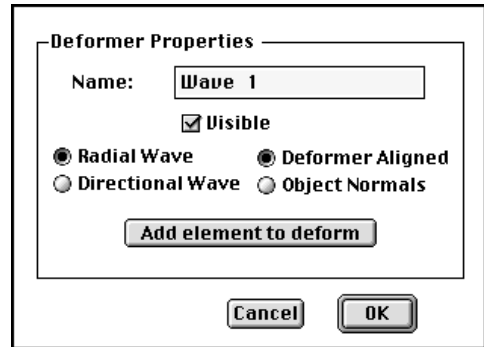 Deformer Properties
Name: Wave 1
Visible
Radial Wave Deformer Aligned
Directional Wave Object Normals
Add element to deform
Cancel OK